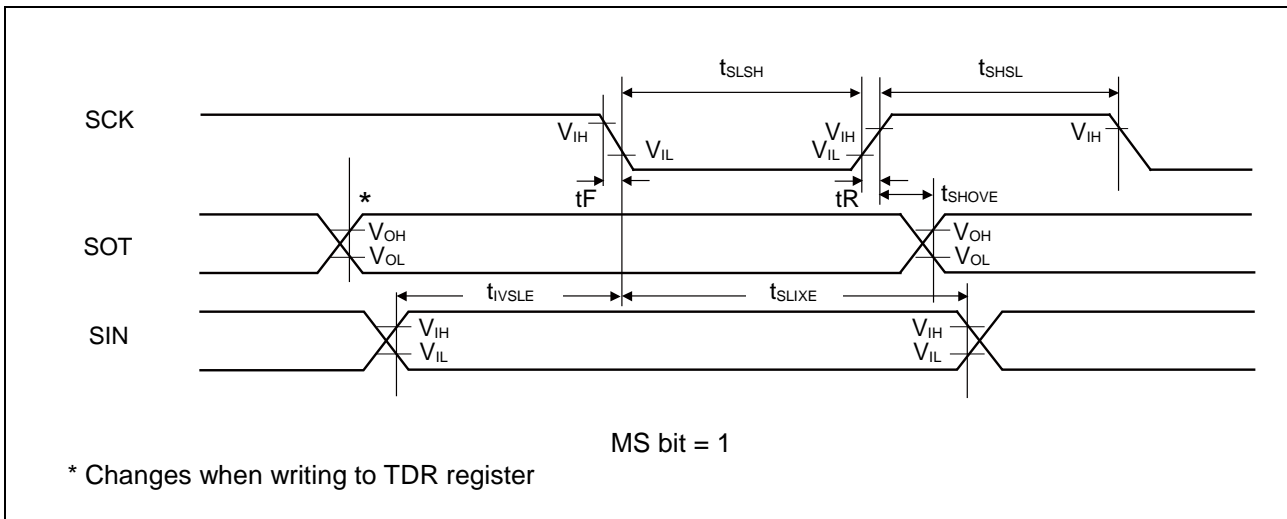 tSLSH tSHSL
SCK
VIH VIL VIH VIL VIH
tF tR tSHOVE
*
SOT
VOH VOH
VOL VOL
tIVSLE tSLIXE
SIN
VIH VIH
VIL VIL
MS bit = 1
* Changes when writing to TDR register